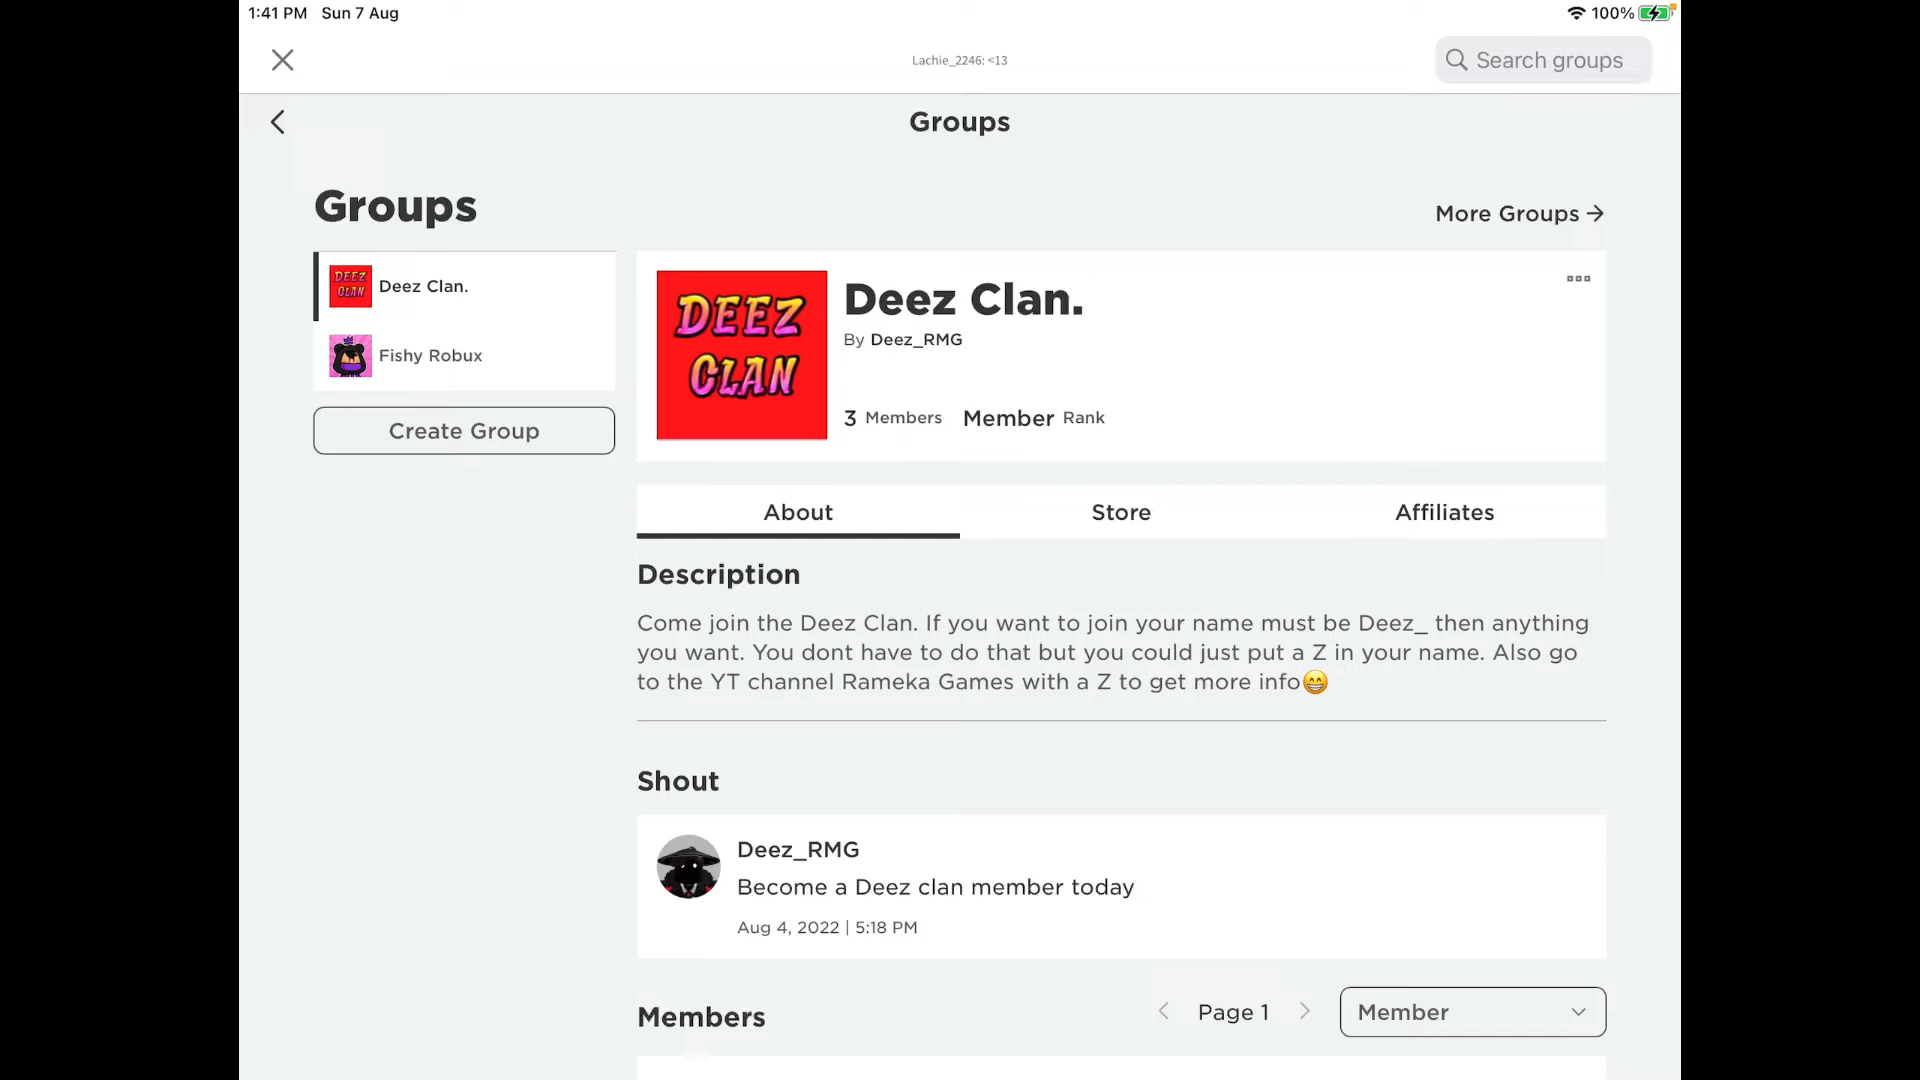 1:41 PM Sun 7 Aug
100%
Lachie_2246: <13
Search groups
Groups
Groups
More Groups →
DEEZ
CLAN
Deez Clan.
Fishy Robux
Create Group
DEEZ
CLAN
Deez Clan.
By Deez_RMG
3 Members Member Rank
About Store Affiliates
Description
Come join the Deez Clan. If you want to join your name must be Deez_ then anything
you want. You dont have to do that but you could just put a Z in your name. Also go
to the YT channel Rameka Games with a Z to get more info😁
Shout
Deez_RMG
Become a Deez clan member today
Aug 4, 2022 | 5:18 PM
Members
Page 1
Member